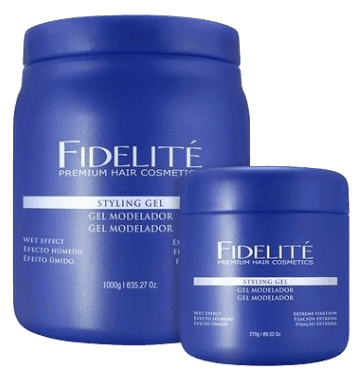 FIDELITÉ
PREMIUM HAIR COSMETICS
STYLING GEL
GEL MODELADOR
GEL MODELADOR
WET EFFECT
EFECTO HÚMEDO
EFEITO ÚMIDO
1000g | ℮35.27 Oz.
FIDELITÉ
PREMIUM HAIR COSMETICS
STYLING GEL
GEL MODELADOR
GEL MODELADOR
WET EFFECT
EFECTO HÚMEDO
EFEITO ÚMIDO
EXTREME FIXATION
FIJACIÓN EXTREMA
FIXAÇÃO EXTREMA
270g | ℮9.52 Oz.